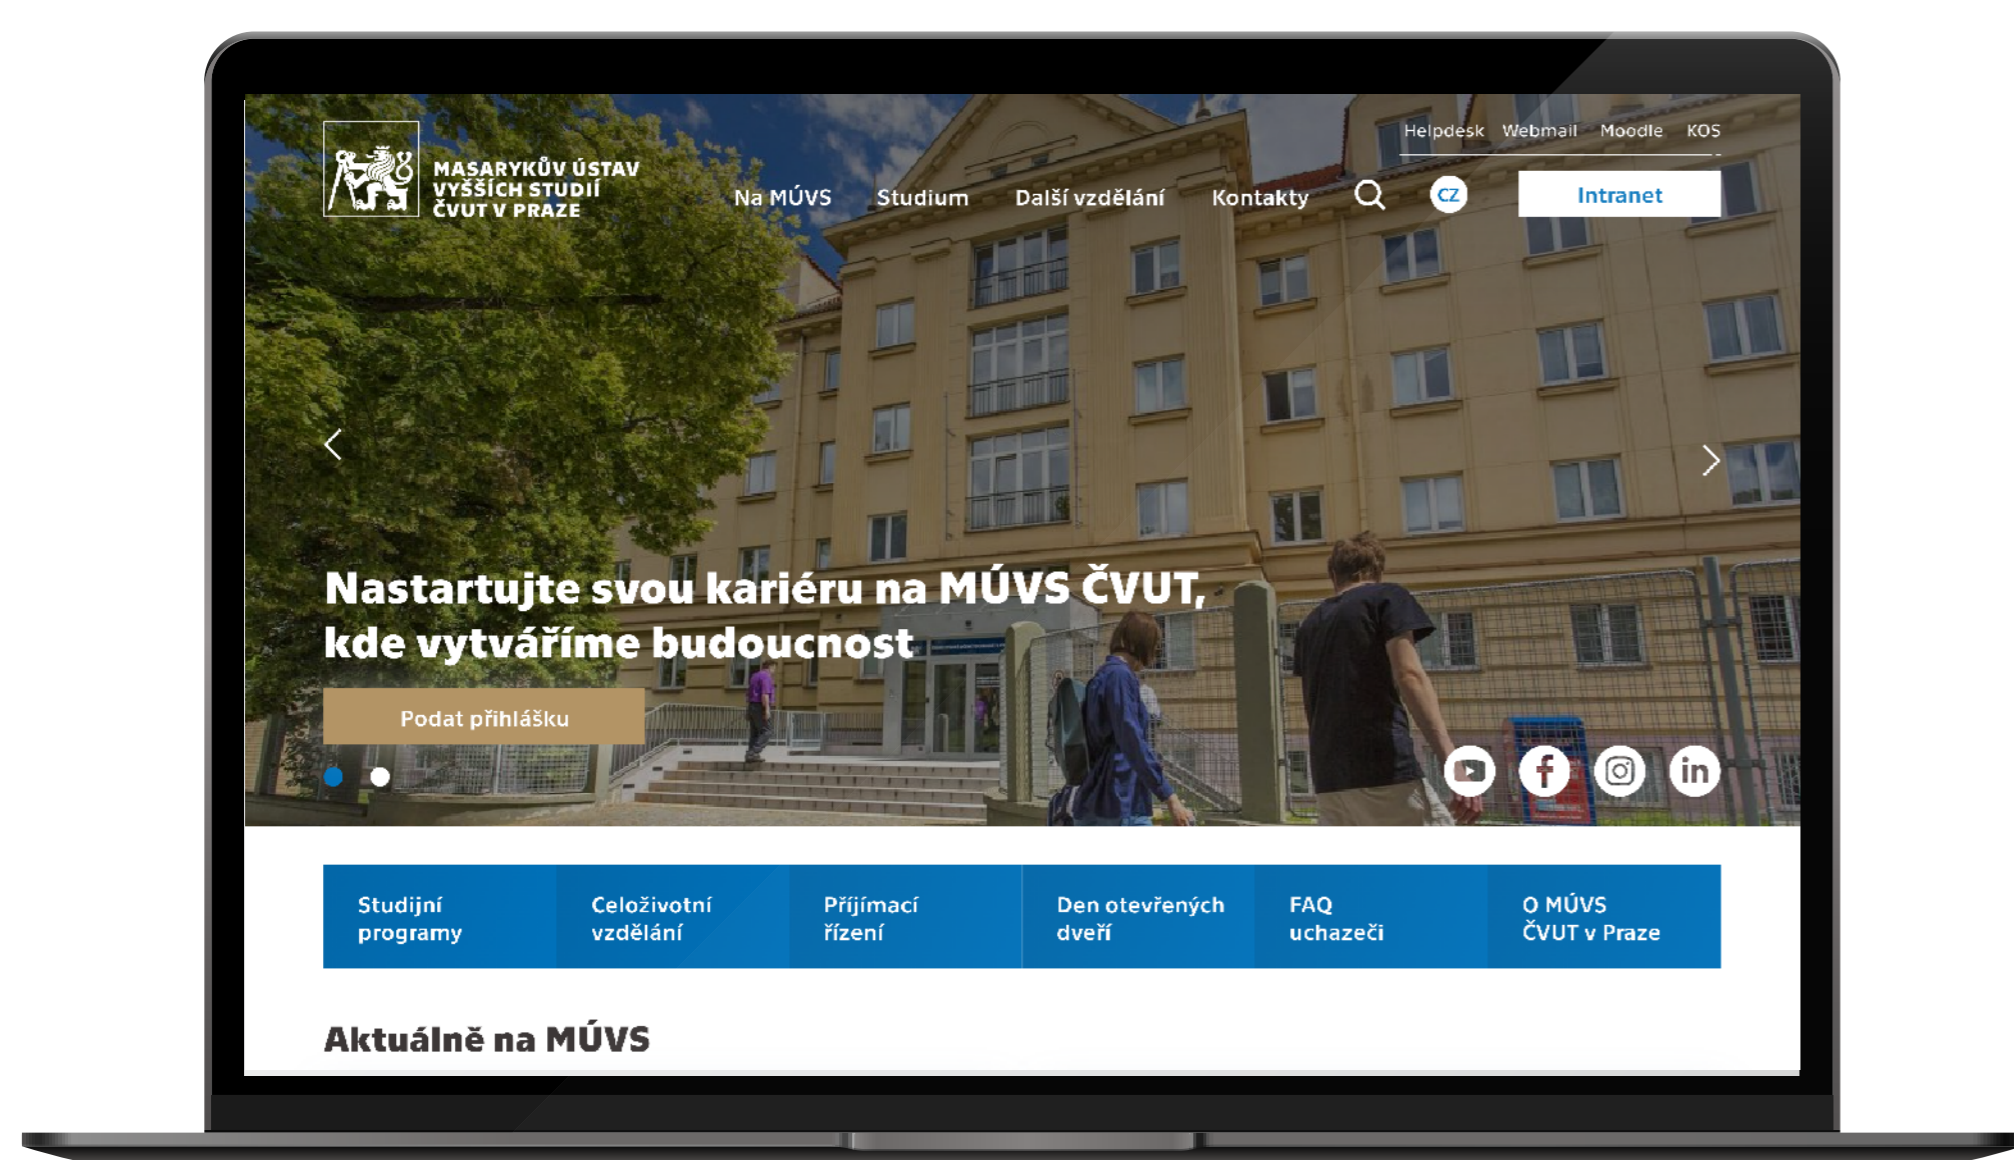 Helpdesk Webmail Moodle KOS
MASARYKŮV ÚSTAV
VYŠŠÍCH STUDIÍ
ČVUT V PRAZE
Na MÚVS Studium Další vzdělání Kontakty CZ Intranet
Nastartujte svou kariéru na MÚVS ČVUT,
kde vytváříme budoucnost
Podat přihlášku
Studijní
programy
Celoživotní
vzdělání
Příjímací
řízení
Den otevřených
dveří
FAQ
uchazeči
O MÚVS
ČVUT v Praze
Aktuálně na MÚVS